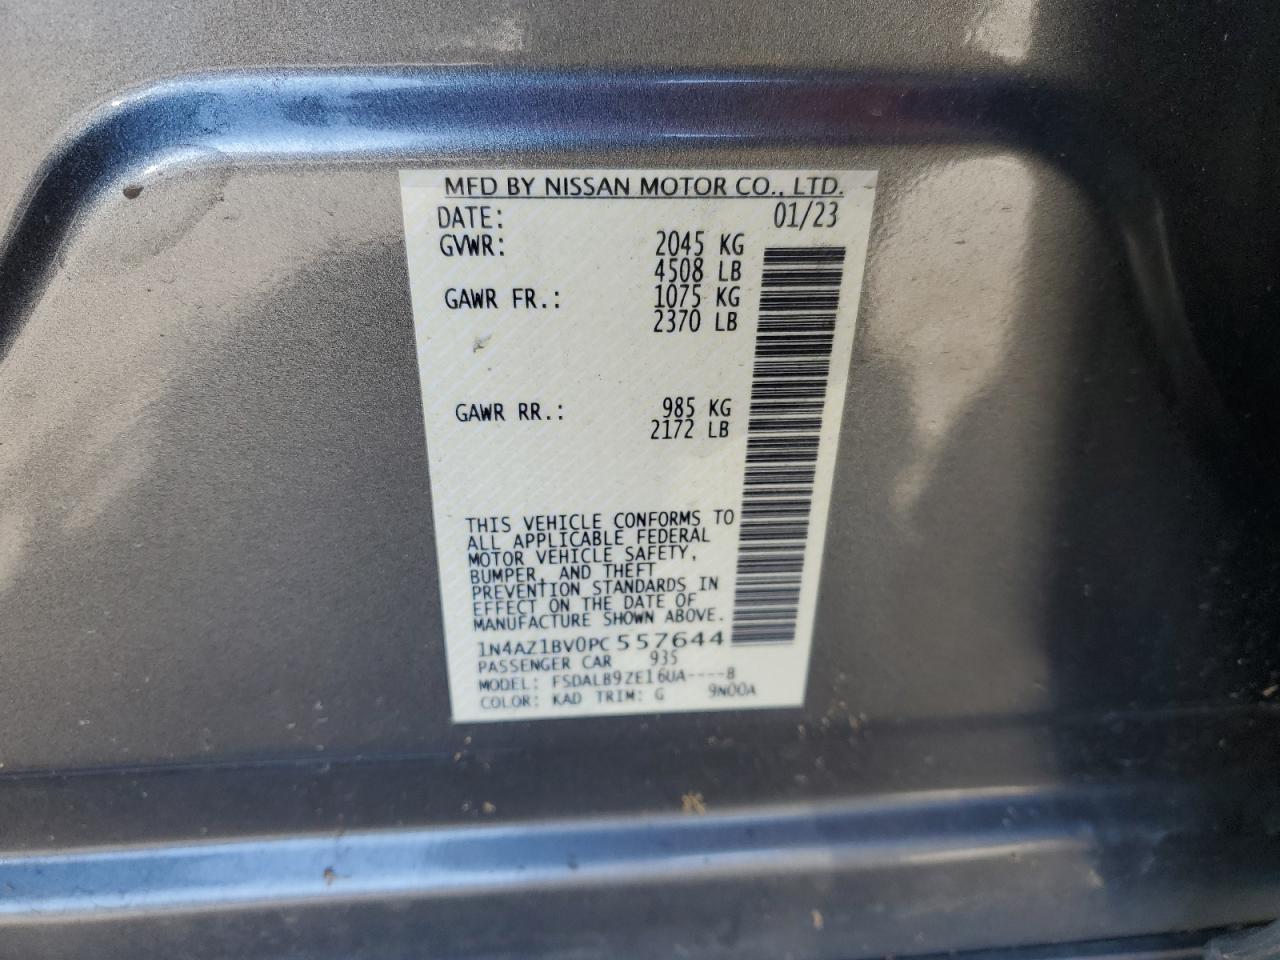 MFD BY NISSAN MOTOR CO., LTD.
DATE: 01/23
GVWR: 2045 KG
4508 LB
GAWR FR.: 1075 KG
2370 LB
GAWR RR.: 985 KG
2172 LB
THIS VEHICLE CONFORMS TO
ALL APPLICABLE FEDERAL
MOTOR VEHICLE SAFETY,
BUMPER, AND THEFT
PREVENTION STANDARDS IN
EFFECT ON THE DATE OF
MANUFACTURE SHOWN ABOVE.
1N4AZ1BV0PC557644
PASSENGER CAR 935
MODEL: FSDALB9ZE16UA----B
COLOR: KAD TRIM: G 9N00A